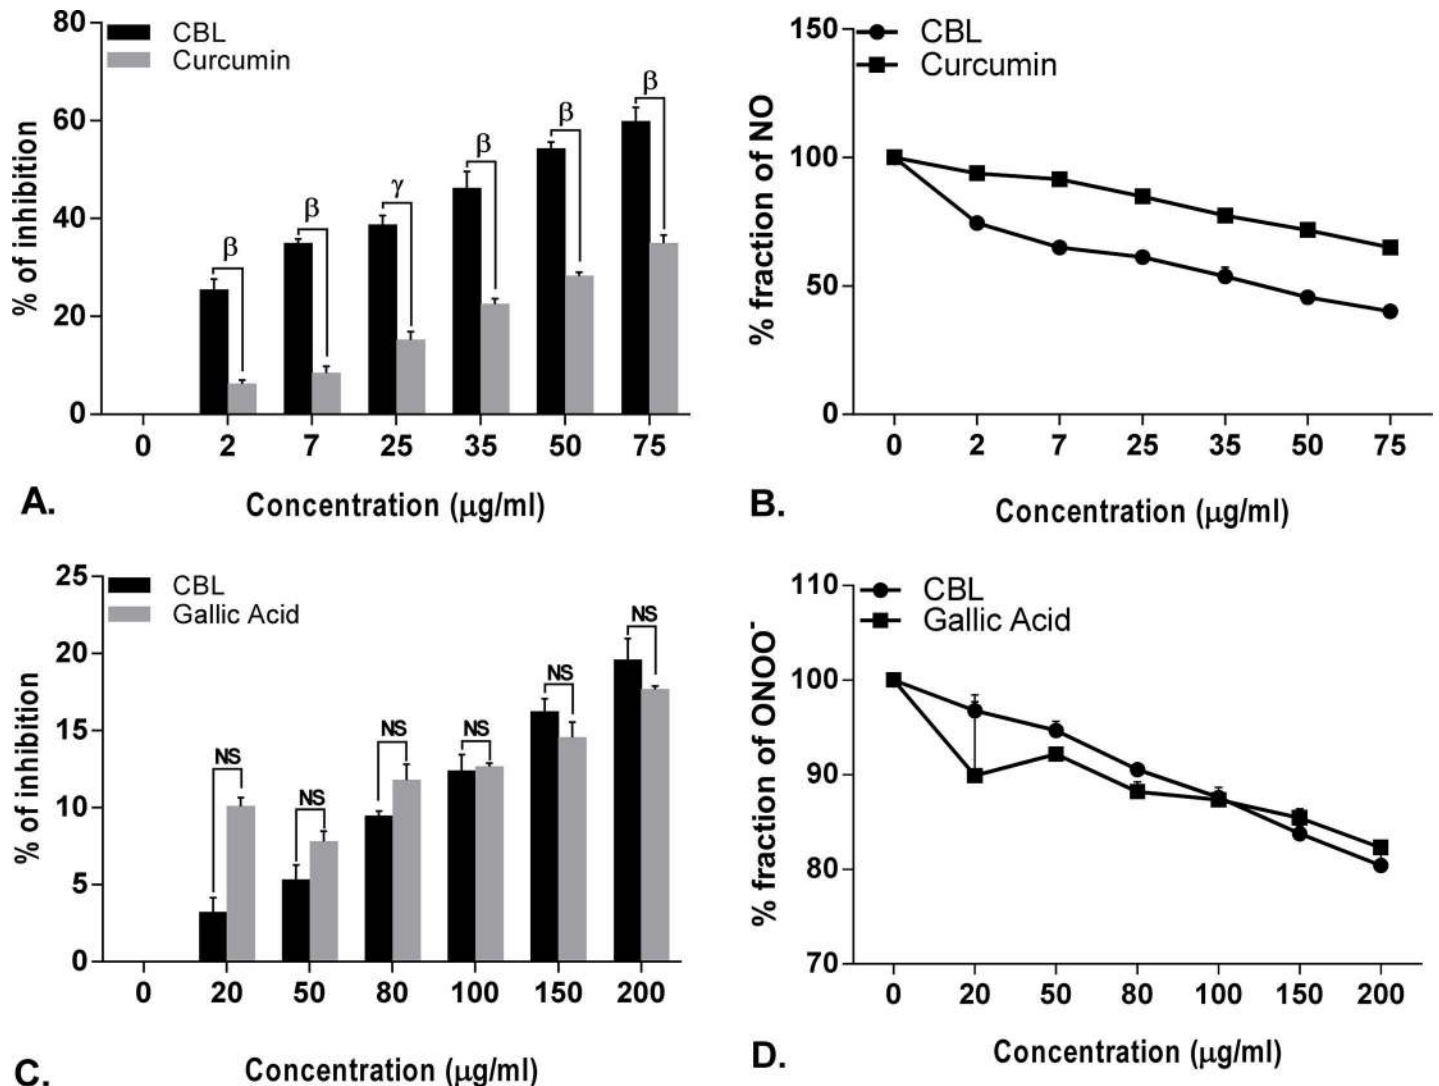 80
60
40
20
0
% of inhibition
CBL
Curcumin
β
β
γ
β
β
β
0 2 7 25 35 50 75
Concentration (μg/ml)
A.
150
100
50
0
% fraction of NO
CBL
Curcumin
0 2 7 25 35 50 75
Concentration (μg/ml)
B.
25
20
15
10
5
0
% of inhibition
CBL
Gallic Acid
NS
NS
NS
NS
NS
NS
0 20 50 80 100 150 200
Concentration (μg/ml)
C.
110
100
90
80
70
% fraction of ONOO⁻
CBL
Gallic Acid
0 20 50 80 100 150 200
Concentration (μg/ml)
D.